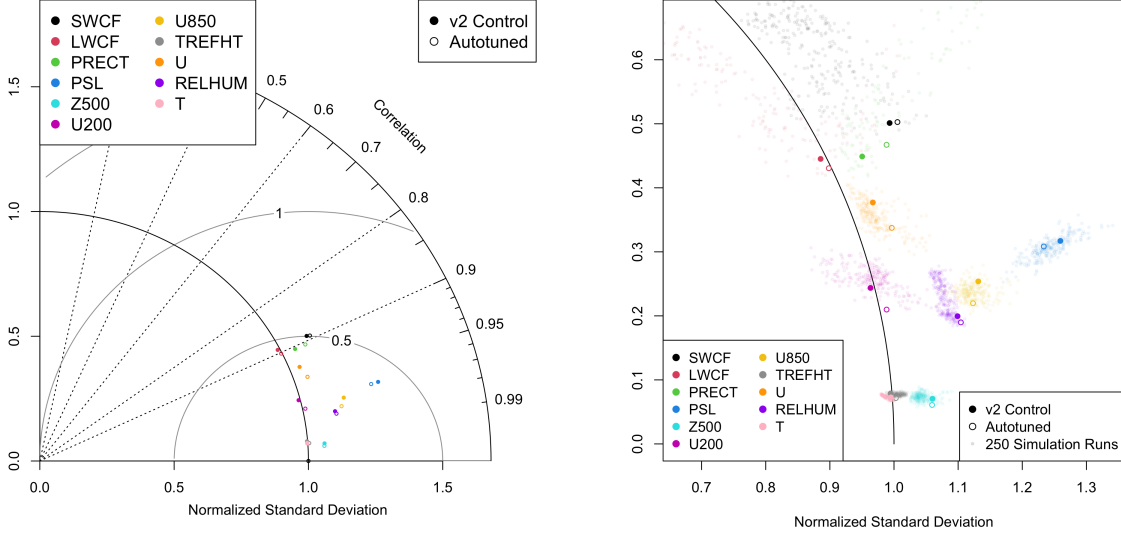 SWCF
LWCF
PRECT
PSL
Z500
U200
U850
TREFHT
U
RELHUM
T
v2 Control
Autotuned
Correlation
0.5
0.6
0.7
0.8
0.9
0.95
0.99
1
0.5
1.5
1.0
0.5
0.0
0.0 0.5 1.0 1.5
Normalized Standard Deviation
0.6
0.5
0.4
0.3
0.2
0.1
0.0
SWCF
LWCF
PRECT
PSL
Z500
U200
U850
TREFHT
U
RELHUM
T
v2 Control
Autotuned
250 Simulation Runs
0.7 0.8 0.9 1.0 1.1 1.2 1.3
Normalized Standard Deviation